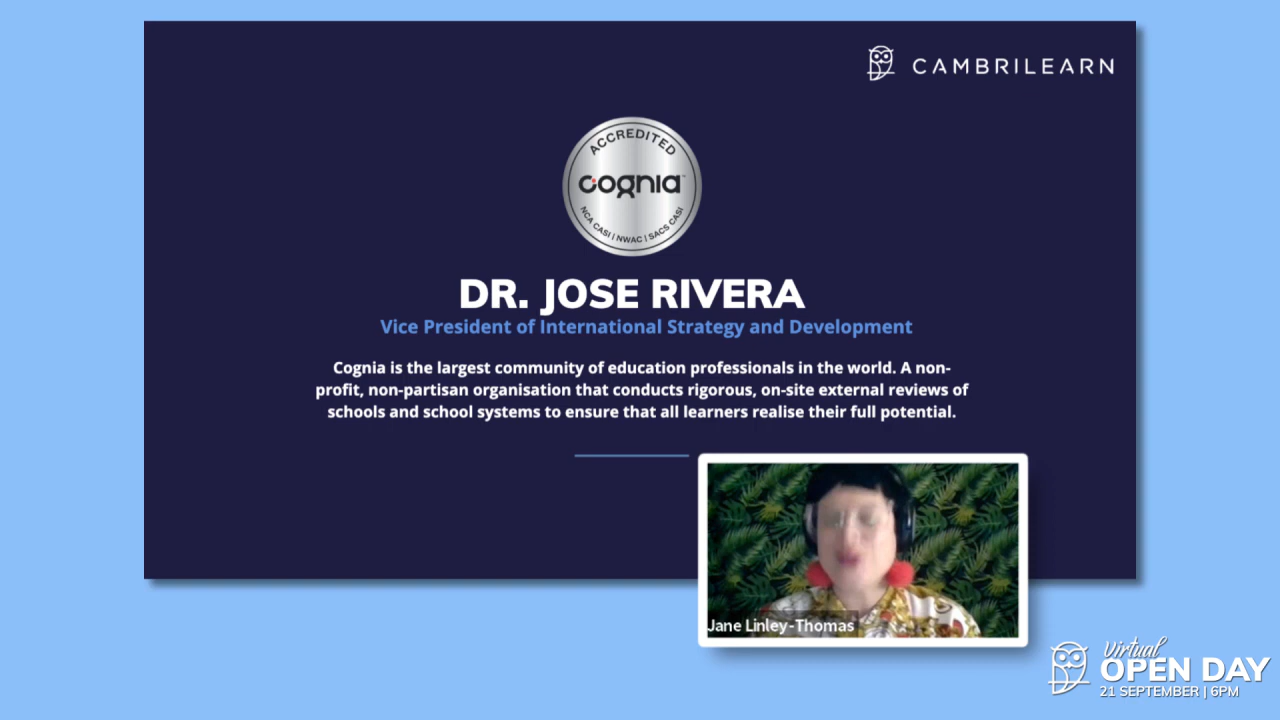 CAMBRILEARN
ACCREDITED
cognia™
NCA CASI | NWAC | SACS CASI
DR. JOSE RIVERA
Vice President of International Strategy and Development
Cognia is the largest community of education professionals in the world. A non-
profit, non-partisan organisation that conducts rigorous, on-site external reviews of
schools and school systems to ensure that all learners realise their full potential.
Jane Linley-Thomas
Virtual
OPEN DAY
21 SEPTEMBER | 6PM